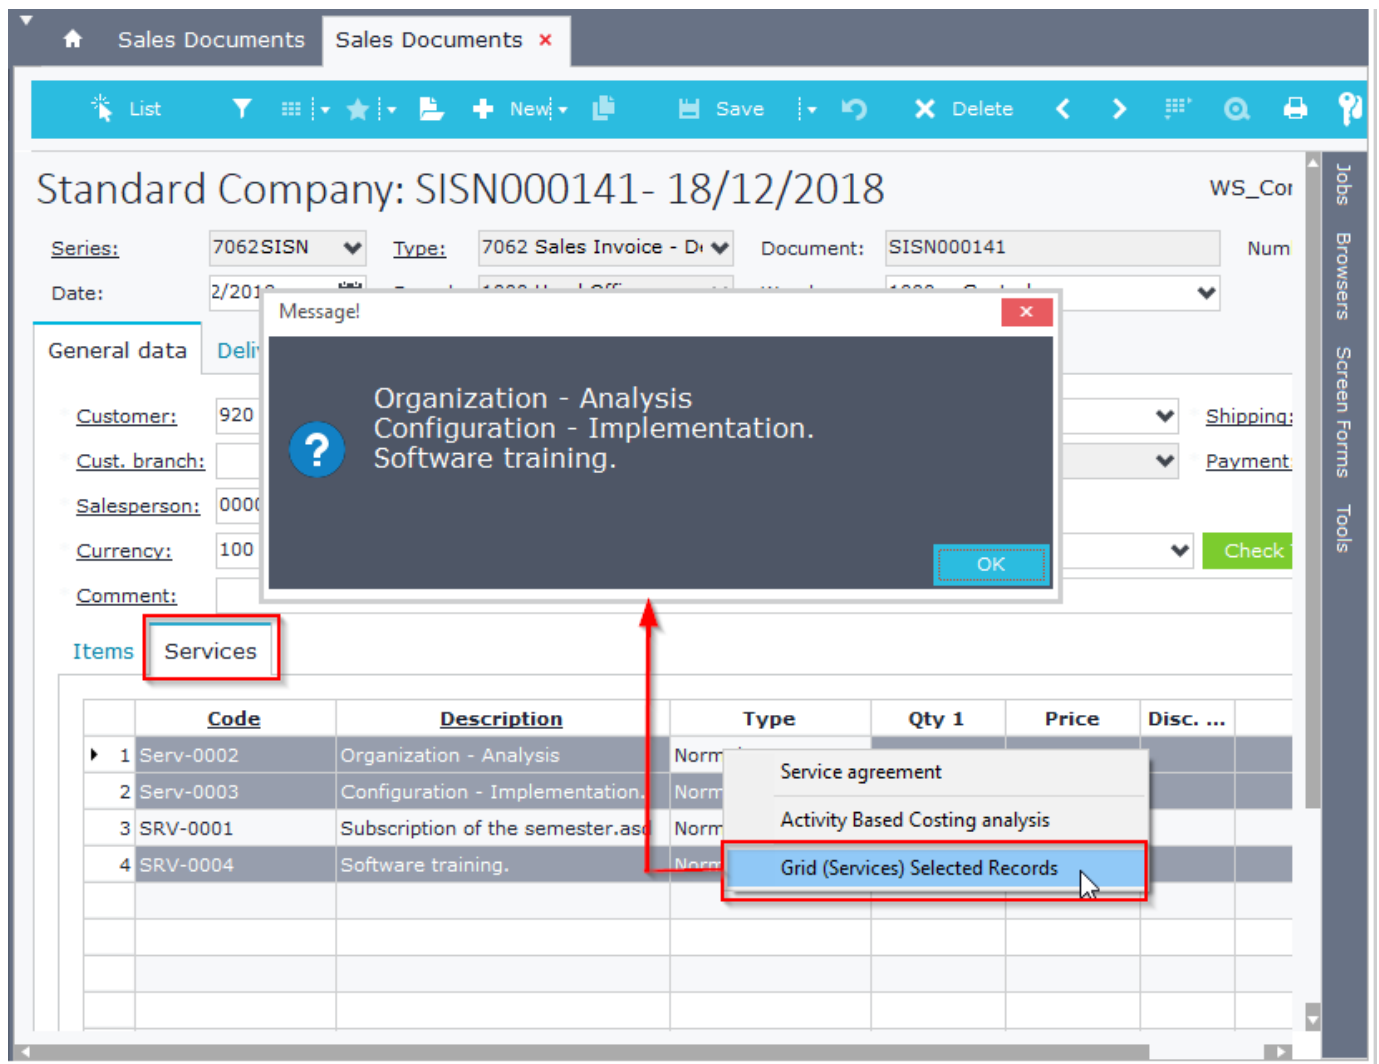 Sales Documents Sales Documents ×
List New Save Delete
Standard Company: SISN000141- 18/12/2018 WS_Cor
Series: 7062SISN Type: 7062 Sales Invoice - D Document: SISN000141 Num
Date: 2/201
Message!
General data Deli
Organization - Analysis
Configuration - Implementation.
Software training.
OK
Customer: 920 Shipping:
Cust. branch: Payment
Salesperson: 0000
Currency: 100 Check
Comment:
Items Services
Code Description Type Qty 1 Price Disc. ...
1 Serv-0002 Organization - Analysis Norm
2 Serv-0003 Configuration - Implementation. Norm
3 SRV-0001 Subscription of the semester.asd Norm
4 SRV-0004 Software training. Norm
Service agreement
Activity Based Costing analysis
Grid (Services) Selected Records
Jobs
Browsers
Screen Forms
Tools